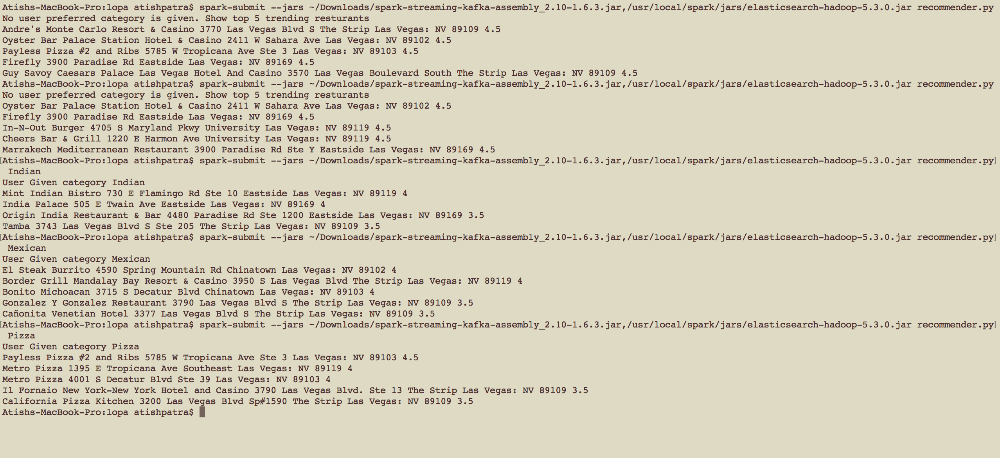 Atishs-MacBook-Pro:lopa atishpatra$ spark-submit --jars ~/Downloads/spark-streaming-kafka-assembly_2.10-1.6.3.jar,/usr/local/spark/jars/elasticsearch-hadoop-5.3.0.jar recommender.py
No user preferred category is given. Show top 5 trending resturants
Andre's Monte Carlo Resort & Casino 3770 Las Vegas Blvd S The Strip Las Vegas: NV 89109 4.5
Oyster Bar Palace Station Hotel & Casino 2411 W Sahara Ave Las Vegas: NV 89102 4.5
Payless Pizza #2 and Ribs 5785 W Tropicana Ave Ste 3 Las Vegas: NV 89103 4.5
Firefly 3900 Paradise Rd Eastside Las Vegas: NV 89169 4.5
Guy Savoy Caesars Palace Las Vegas Hotel And Casino 3570 Las Vegas Boulevard South The Strip Las Vegas: NV 89109 4.5
Atishs-MacBook-Pro:lopa atishpatra$ spark-submit --jars ~/Downloads/spark-streaming-kafka-assembly_2.10-1.6.3.jar,/usr/local/spark/jars/elasticsearch-hadoop-5.3.0.jar recommender.py
No user preferred category is given. Show top 5 trending resturants
Oyster Bar Palace Station Hotel & Casino 2411 W Sahara Ave Las Vegas: NV 89102 4.5
Firefly 3900 Paradise Rd Eastside Las Vegas: NV 89169 4.5
In-N-Out Burger 4705 S Maryland Pkwy University Las Vegas: NV 89119 4.5
Cheers Bar & Grill 1220 E Harmon Ave University Las Vegas: NV 89119 4.5
Marrakech Mediterranean Restaurant 3900 Paradise Rd Ste Y Eastside Las Vegas: NV 89169 4.5
[Atishs-MacBook-Pro:lopa atishpatra$ spark-submit --jars ~/Downloads/spark-streaming-kafka-assembly_2.10-1.6.3.jar,/usr/local/spark/jars/elasticsearch-hadoop-5.3.0.jar recommender.py]
 Indian
User Given category Indian
Mint Indian Bistro 730 E Flamingo Rd Ste 10 Eastside Las Vegas: NV 89119 4
India Palace 505 E Twain Ave Eastside Las Vegas: NV 89169 4
Origin India Restaurant & Bar 4480 Paradise Rd Ste 1200 Eastside Las Vegas: NV 89169 3.5
Tamba 3743 Las Vegas Blvd S Ste 205 The Strip Las Vegas: NV 89109 3.5
[Atishs-MacBook-Pro:lopa atishpatra$ spark-submit --jars ~/Downloads/spark-streaming-kafka-assembly_2.10-1.6.3.jar,/usr/local/spark/jars/elasticsearch-hadoop-5.3.0.jar recommender.py]
 Mexican
User Given category Mexican
El Steak Burrito 4590 Spring Mountain Rd Chinatown Las Vegas: NV 89102 4
Border Grill Mandalay Bay Resort & Casino 3950 S Las Vegas Blvd The Strip Las Vegas: NV 89119 4
Bonito Michoacan 3715 S Decatur Blvd Chinatown Las Vegas: NV 89103 4
Gonzalez Y Gonzalez Restaurant 3790 Las Vegas Blvd S The Strip Las Vegas: NV 89109 3.5
Cañonita Venetian Hotel 3377 Las Vegas Blvd S The Strip Las Vegas: NV 89109 3.5
[Atishs-MacBook-Pro:lopa atishpatra$ spark-submit --jars ~/Downloads/spark-streaming-kafka-assembly_2.10-1.6.3.jar,/usr/local/spark/jars/elasticsearch-hadoop-5.3.0.jar recommender.py]
 Pizza
User Given category Pizza
Payless Pizza #2 and Ribs 5785 W Tropicana Ave Ste 3 Las Vegas: NV 89103 4.5
Metro Pizza 1395 E Tropicana Ave Southeast Las Vegas: NV 89119 4
Metro Pizza 4001 S Decatur Blvd Ste 39 Las Vegas: NV 89103 4
Il Fornaio New York-New York Hotel and Casino 3790 Las Vegas Blvd. Ste 13 The Strip Las Vegas: NV 89109 3.5
California Pizza Kitchen 3200 Las Vegas Blvd Sp#1590 The Strip Las Vegas: NV 89109 3.5
Atishs-MacBook-Pro:lopa atishpatra$